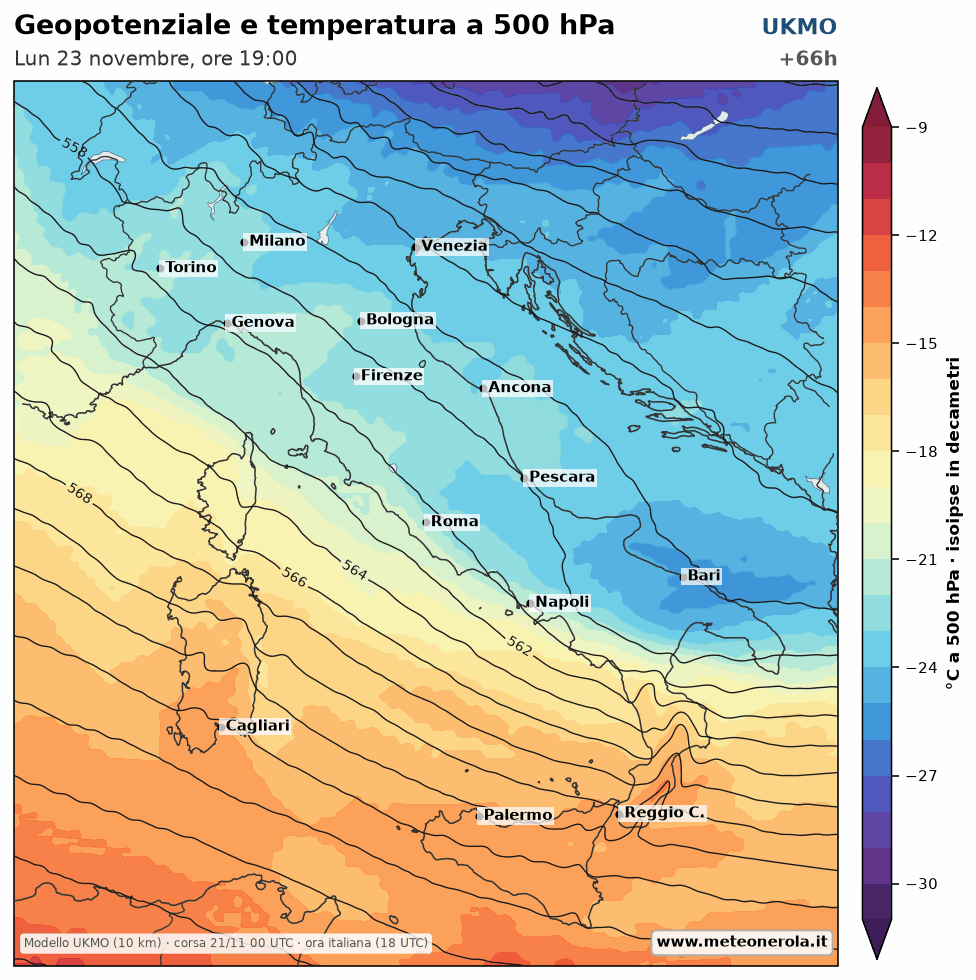 Geopotenziale e temperatura a 500 hPa
UKMO
Lun 23 novembre, ore 19:00
+66h
558
Milano
Venezia
Torino
Genova
Bologna
Firenze
Ancona
Pescara
568
Roma
566
564
Bari
Napoli
562
Cagliari
Palermo
Reggio C.
−9
−12
−15
−18
−21
−24
−27
−30
°C a 500 hPa · isoipse in decametri
Modello UKMO (10 km) · corsa 21/11 00 UTC · ora italiana (18 UTC)
www.meteonerola.it